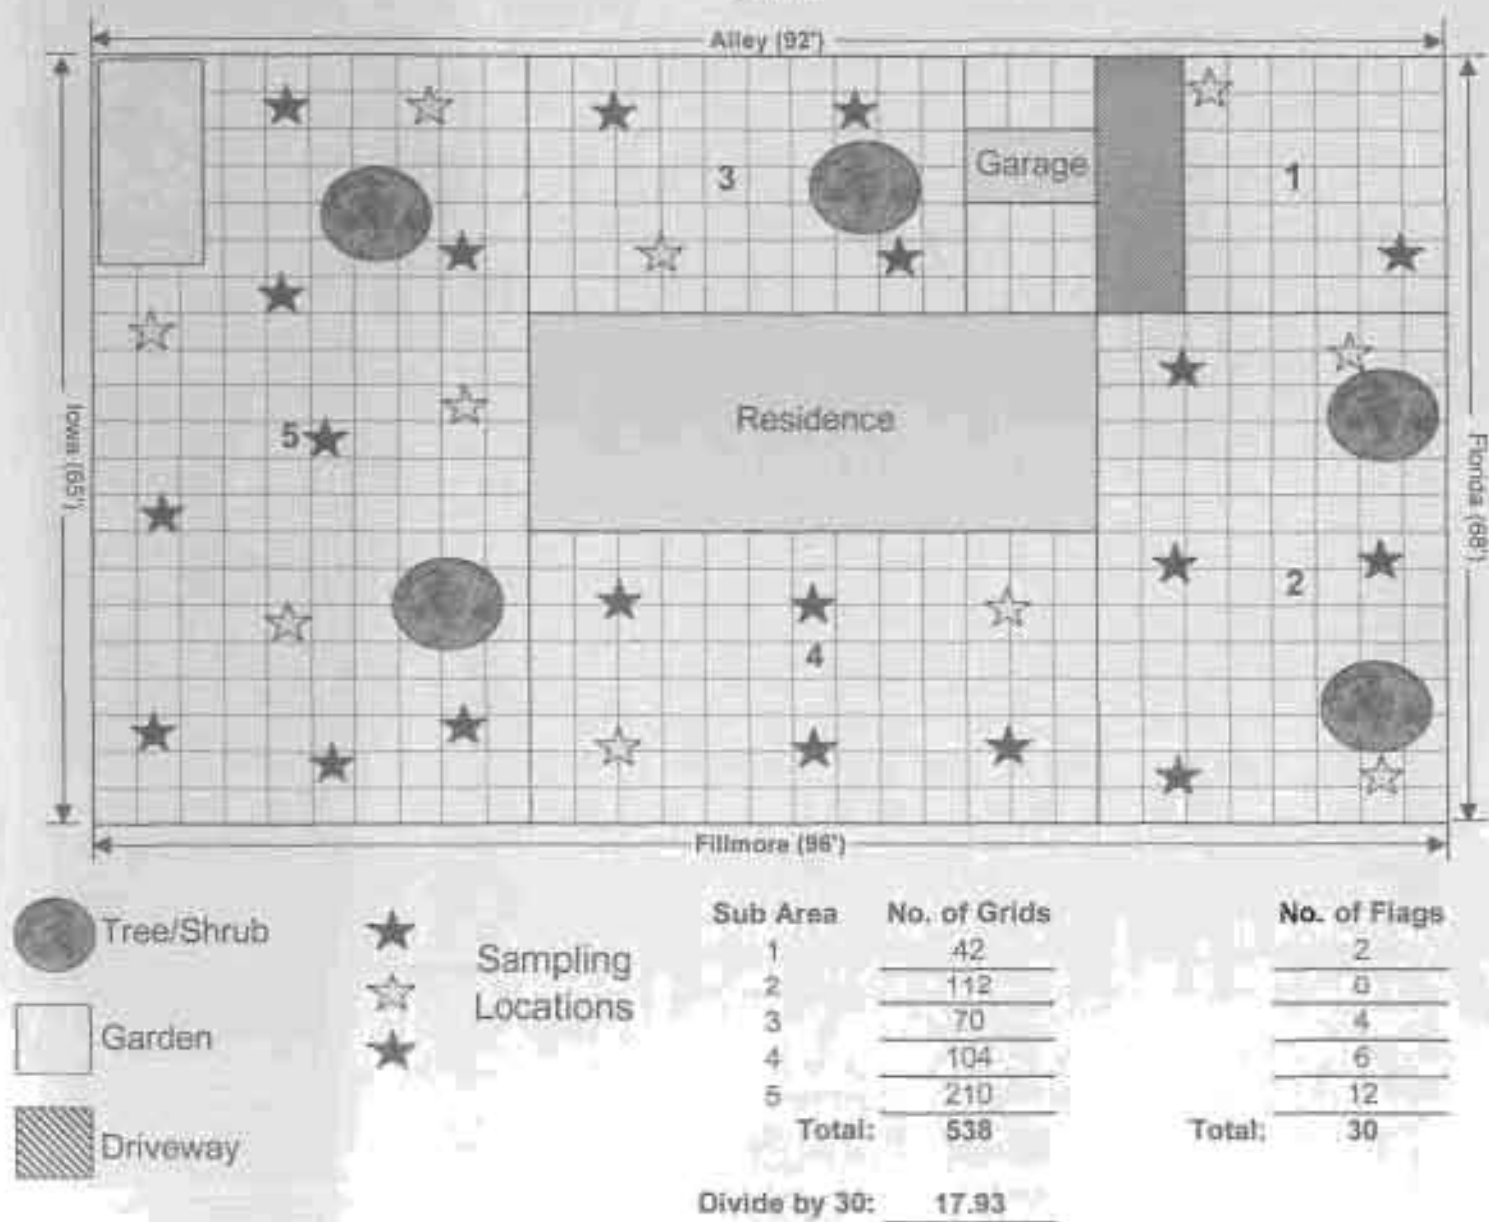 Alley (92')
Garage
3
1
Residence
Iowa (65')
5
Florida (68')
2
4
Fillmore (96')
Tree/Shrub
Garden
Driveway
Sampling
Locations
Sub Area No. of Grids No. of Flags
1 42 2
2 112 0
3 70 4
4 104 6
5 210 12
Total: 538 Total: 30
Divide by 30: 17.93